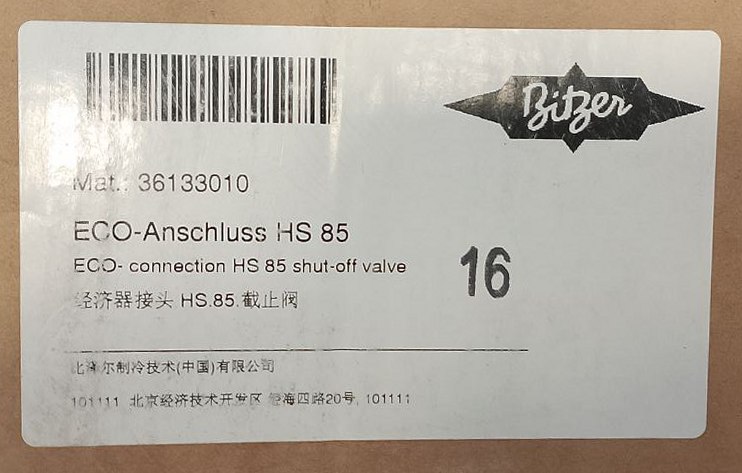 Bitzer
Mat.: 36133010
ECO-Anschluss HS 85
ECO- connection HS 85 shut-off valve
16
经济器接头 HS.85.截止阀
比泽尔制冷技术(中国)有限公司
101111 北京经济技术开发区 海四路20号, 101111